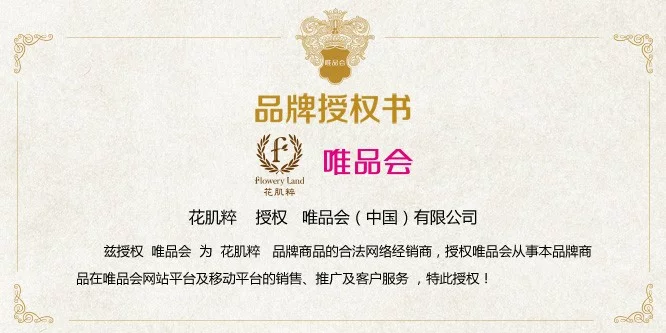 唯品会
品牌授权书
f
唯品会
Flowery Land
花肌粹
花肌粹 授权 唯品会（中国）有限公司
兹授权 唯品会 为 花肌粹 品牌商品的合法网络经销商，授权唯品会从事本品牌商
品在唯品会网站平台及移动平台的销售、推广及客户服务 ，特此授权！